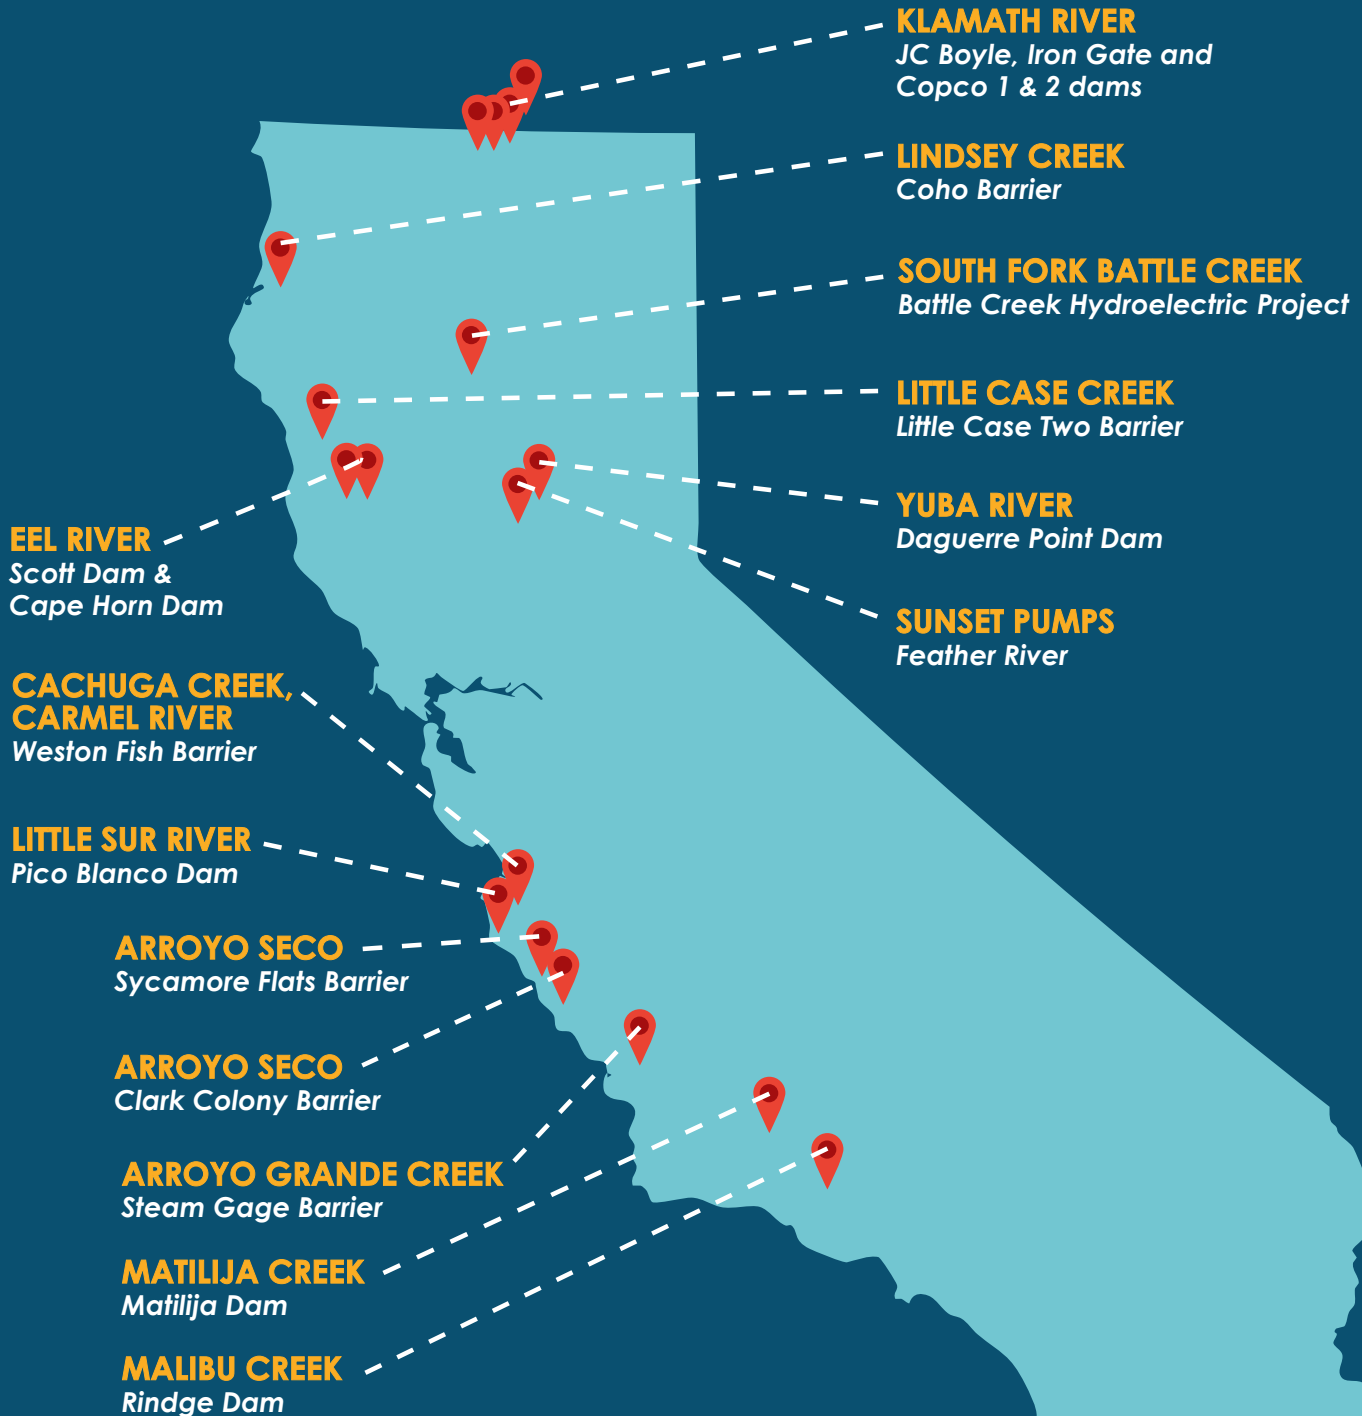 KLAMATH RIVER
JC Boyle, Iron Gate and
Copco 1 & 2 dams
LINDSEY CREEK
Coho Barrier
SOUTH FORK BATTLE CREEK
Battle Creek Hydroelectric Project
LITTLE CASE CREEK
Little Case Two Barrier
YUBA RIVER
Daguerre Point Dam
SUNSET PUMPS
Feather River
EEL RIVER
Scott Dam &
Cape Horn Dam
CACHUGA CREEK,
CARMEL RIVER
Weston Fish Barrier
LITTLE SUR RIVER
Pico Blanco Dam
ARROYO SECO
Sycamore Flats Barrier
ARROYO SECO
Clark Colony Barrier
ARROYO GRANDE CREEK
Steam Gage Barrier
MATILIJA CREEK
Matilija Dam
MALIBU CREEK
Rindge Dam